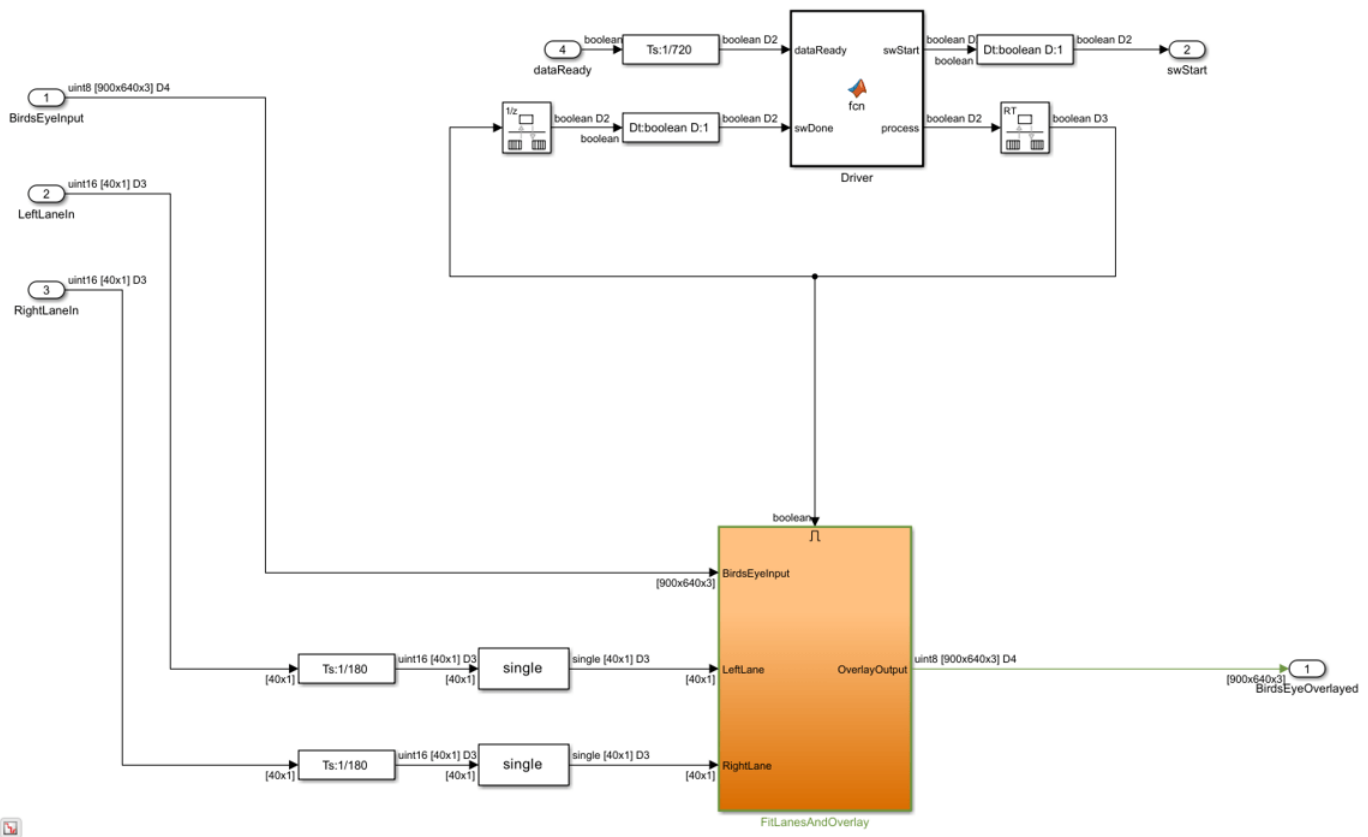 4
dataReady
boolean
Ts:1/720
boolean D2
dataReady
swStart
fcn
swDone
process
Driver
boolean D
boolean
Dt:boolean D:1
boolean D2
2
swStart
1
BirdsEyeInput
uint8 [900x640x3] D4
1/z
boolean D2
boolean
Dt:boolean D:1
boolean D2
boolean D2
RT
boolean D3
2
LeftLaneIn
uint16 [40x1] D3
3
RightLaneIn
uint16 [40x1] D3
boolean
[900x640x3]
BirdsEyeInput
[40x1]
Ts:1/180
uint16 [40x1] D3
[40x1]
single
single [40x1] D3
[40x1]
LeftLane
OverlayOutput
uint8 [900x640x3] D4
[900x640x3]
1
BirdsEyeOverlayed
[40x1]
Ts:1/180
uint16 [40x1] D3
[40x1]
single
single [40x1] D3
[40x1]
RightLane
FitLanesAndOverlay